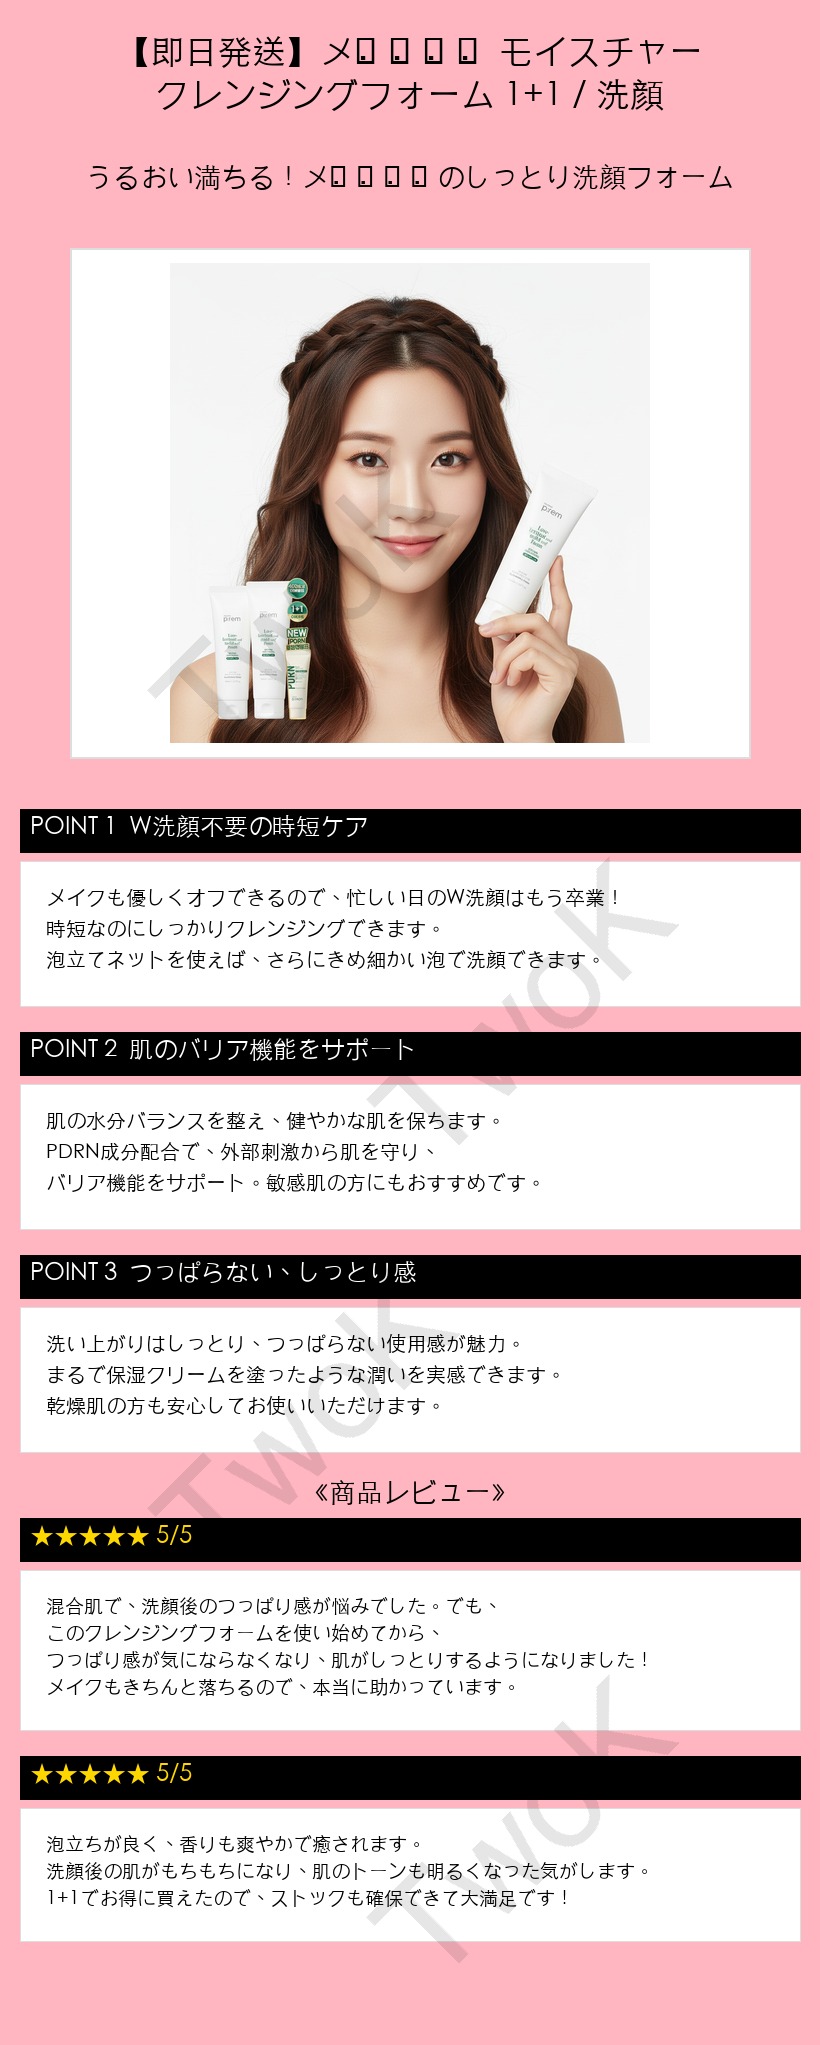 【即日発送】メ モイスチャー
クレンジングフォーム 1+1 / 洗顔
うるおい満ちる！メ のしっとり洗顔フォーム
prem
prem
prem
1+1
NEW
PDRN
PDRN
POINT 1 W洗顔不要の時短ケア
メイクも優しくオフできるので、忙しい日のW洗顔はもう卒業！
時短なのにしっかりクレンジングできます。
泡立てネットを使えば、さらにきめ細かい泡で洗顔できます。
POINT 2 肌のバリア機能をサポート
肌の水分バランスを整え、健やかな肌を保ちます。
PDRN成分配合で、外部刺激から肌を守り、
バリア機能をサポート。敏感肌の方にもおすすめです。
POINT 3 つっぱらない、しっとり感
洗い上がりはしっとり、つっぱらない使用感が魅力。
まるで保湿クリームを塗ったような潤いを実感できます。
乾燥肌の方も安心してお使いいただけます。
《商品レビュー》
★★★★★ 5/5
混合肌で、洗顔後のつっぱり感が悩みでした。でも、
このクレンジングフォームを使い始めてから、
つっぱり感が気にならなくなり、肌がしっとりするようになりました！
メイクもきちんと落ちるので、本当に助かっています。
★★★★★ 5/5
泡立ちが良く、香りも爽やかで癒されます。
洗顔後の肌がもちもちになり、肌のトーンも明るくなった気がします。
1+1でお得に買えたので、ストックも確保できて大満足です！
TwoK
TwoK
TwoK
TwoK